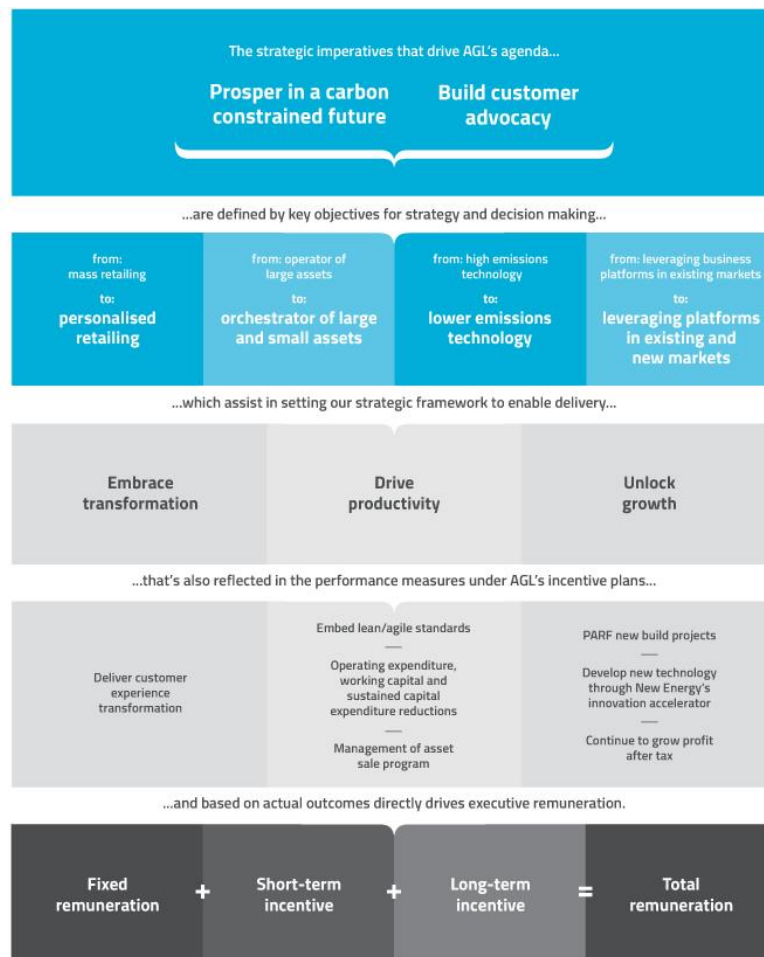 The strategic imperatives that drive AGL's agenda...
Prosper in a carbon
constrained future
Build customer
advocacy
...are defined by key objectives for strategy and decision making...
from:
mass retailing
to:
personalised
retailing
from: operator of
large assets
to:
orchestrator of large
and small assets
from: high emissions
technology
to:
lower emissions
technology
from: leveraging business
platforms in existing markets
to:
leveraging platforms
in existing and
new markets
...which assist in setting our strategic framework to enable delivery...
Embrace
transformation
Drive
productivity
Unlock
growth
...that's also reflected in the performance measures under AGL's incentive plans...
Deliver customer
experience
transformation
Embed lean/agile standards
Operating expenditure,
working capital and
sustained capital
expenditure reductions
Management of asset
sale program
PARF new build projects
Develop new technology
through New Energy's
innovation accelerator
Continue to grow profit
after tax
...and based on actual outcomes directly drives executive remuneration.
Fixed
remuneration
+
Short-term
incentive
+
Long-term
incentive
=
Total
remuneration